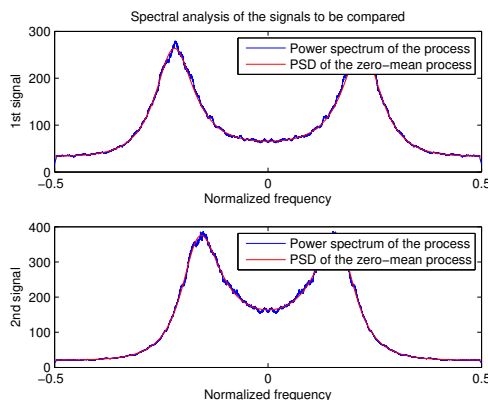 Spectral analysis of the signals to be compared
300
200
100
0
1st signal
Power spectrum of the process
PSD of the zero-mean process
−0.5
0
0.5
Normalized frequency
400
300
200
100
0
2nd signal
Power spectrum of the process
PSD of the zero-mean process
−0.5
0
0.5
Normalized frequency